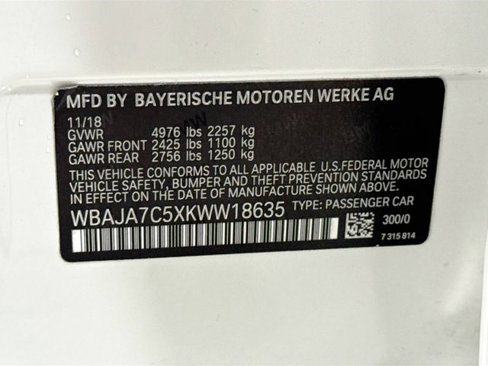 MFD BY BAYERISCHE MOTOREN WERKE AG
11/18
GVWR 4976 lbs 2257 kg
GAWR FRONT 2425 lbs 1100 kg
GAWR REAR 2756 lbs 1250 kg
THIS VEHICLE CONFORMS TO ALL APPLICABLE U.S.FEDERAL MOTOR
VEHICLE SAFETY, BUMPER AND THEFT PREVENTION STANDARDS
IN EFFECT ON THE DATE OF MANUFACTURE SHOWN ABOVE.
WBAJA7C5XKWW18635 TYPE: PASSENGER CAR
300/0
7 315 814